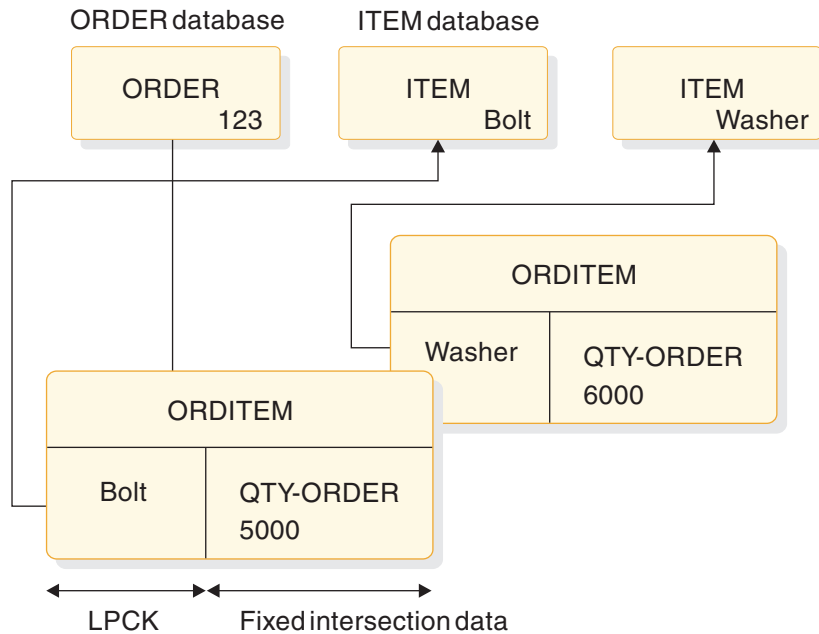 ORDER database
ITEM database
ORDER
123
ITEM
Bolt
ITEM
Washer
ORDITEM
Washer
QTY-ORDER
6000
ORDITEM
Bolt
QTY-ORDER
5000
LPCK
Fixed intersection data